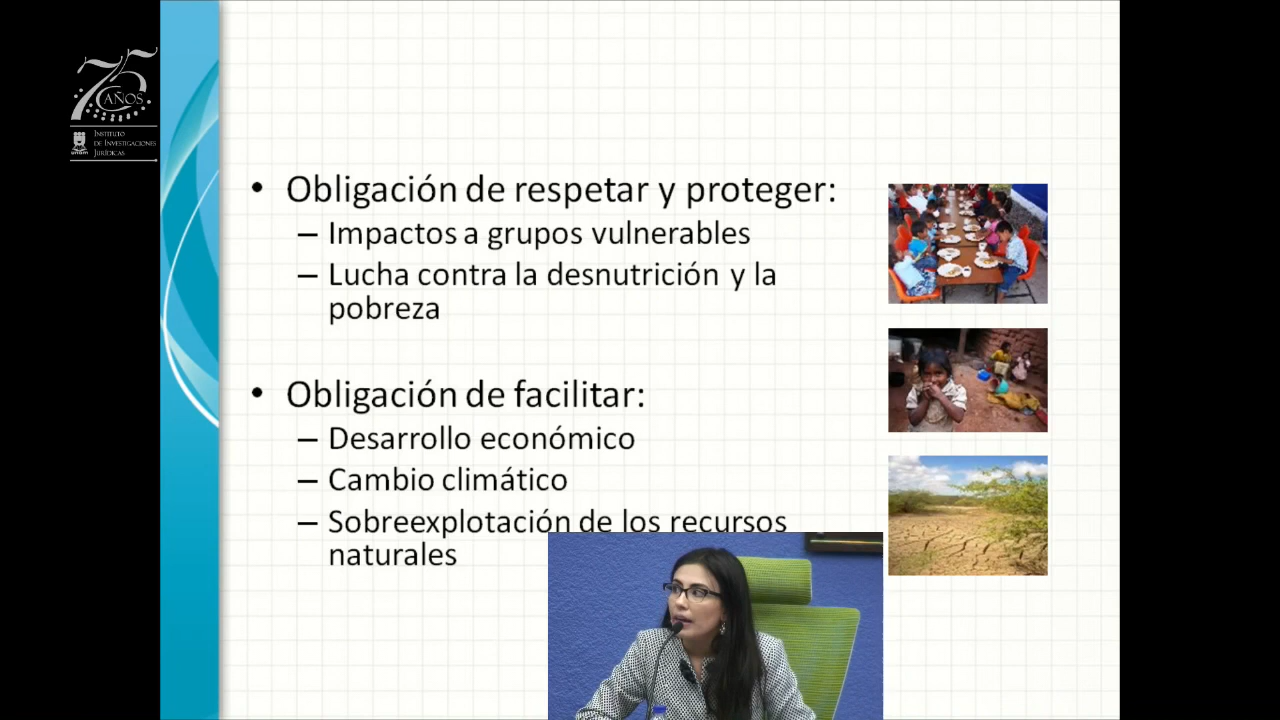 75
AÑOS
INSTITUTO
DE INVESTIGACIONES
JURÍDICAS
UNAM
• Obligación de respetar y proteger:
– Impactos a grupos vulnerables
– Lucha contra la desnutrición y la
pobreza
• Obligación de facilitar:
– Desarrollo económico
– Cambio climático
– Sobreexplotación de los recursos
naturales